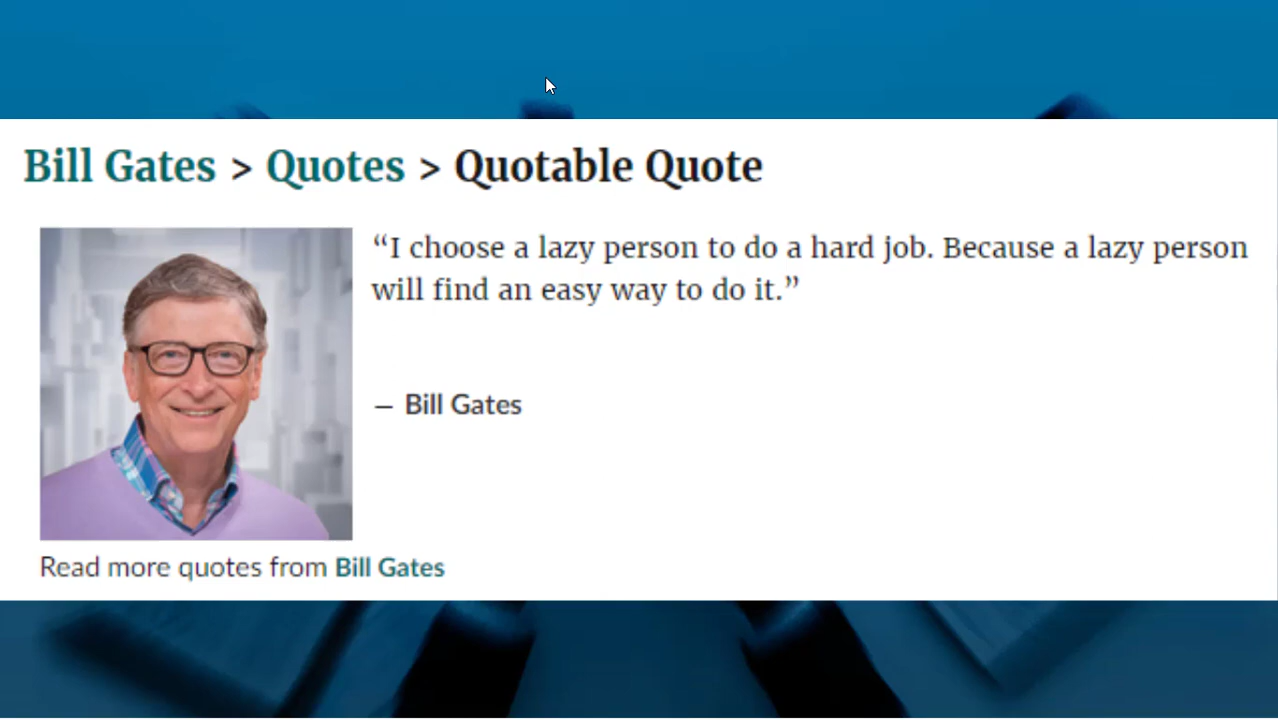 Bill Gates > Quotes > Quotable Quote
“I choose a lazy person to do a hard job. Because a lazy person
will find an easy way to do it.”
– Bill Gates
Read more quotes from Bill Gates